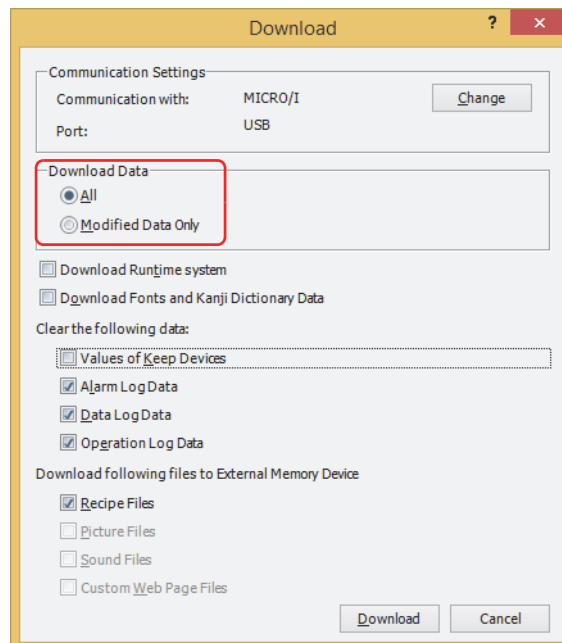 Download
?
×
Communication Settings
Communication with: MICRO/I
Change
Port: USB
Download Data
All
Modified Data Only
Download Runtime system
Download Fonts and Kanji Dictionary Data
Clear the following data:
Values of Keep Devices
Alarm Log Data
Data Log Data
Operation Log Data
Download following files to External Memory Device
Recipe Files
Picture Files
Sound Files
Custom Web Page Files
Download
Cancel